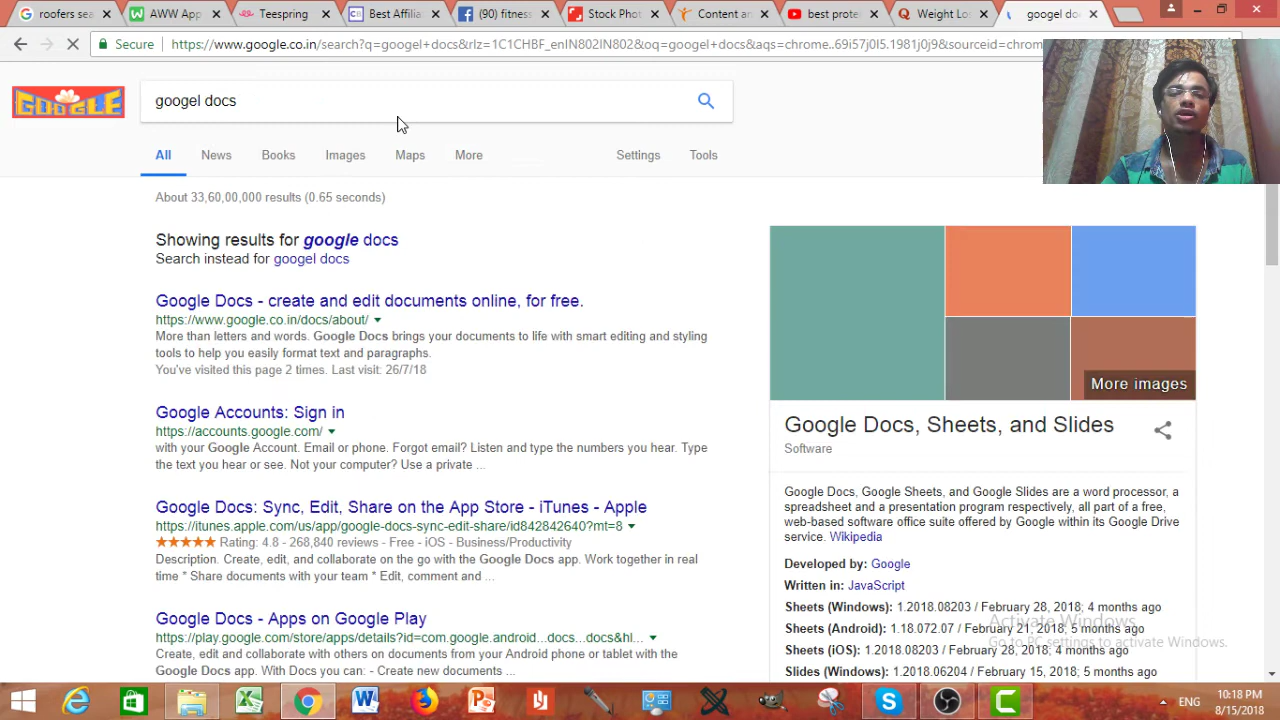 roofers sea
AWW App
Teespring
Best Affilia
(90) fitness
Stock Phot
Content an
best prote
Weight Los
googel doc
Secure
https://www.google.co.in/search?q=googel+docs&rlz=1C1CHBF_enIN802IN802&oq=googel+docs&aqs=chrome..69i57j0l5.1981j0j9&sourceid=chrom
GOOGLE
googel docs
All
News
Books
Images
Maps
More
Settings
Tools
About 33,60,00,000 results (0.65 seconds)
Showing results for google docs
Search instead for googel docs
Google Docs - create and edit documents online, for free.
https://www.google.co.in/docs/about/
More than letters and words. Google Docs brings your documents to life with smart editing and styling
tools to help you easily format text and paragraphs.
You've visited this page 2 times. Last visit: 26/7/18
Google Accounts: Sign in
https://accounts.google.com/
with your Google Account. Email or phone. Forgot email? Listen and type the numbers you hear. Type
the text you hear or see. Not your computer? Use a private ...
Google Docs: Sync, Edit, Share on the App Store - iTunes - Apple
https://itunes.apple.com/us/app/google-docs-sync-edit-share/id842842640?mt=8
Rating: 4.8 - 268,840 reviews - Free - iOS - Business/Productivity
Description. Create, edit, and collaborate on the go with the Google Docs app. Work together in real
time * Share documents with your team * Edit, comment and ...
Google Docs - Apps on Google Play
https://play.google.com/store/apps/details?id=com.google.android...docs...docs&hl...
Create, edit and collaborate with others on documents from your Android phone or tablet with the
Google Docs app. With Docs you can: - Create new documents ...
More images
Google Docs, Sheets, and Slides
Software
Google Docs, Google Sheets, and Google Slides are a word processor, a
spreadsheet and a presentation program respectively, all part of a free,
web-based software office suite offered by Google within its Google Drive
service. Wikipedia
Developed by: Google
Written in: JavaScript
Sheets (Windows): 1.2018.08203 / February 28, 2018; 4 months ago
Sheets (Android): 1.18.072.07 / February 21, 2018; 5 months ago
Sheets (iOS): 1.2018.08203 / February 28, 2018; 4 months ago
Slides (Windows): 1.2018.06204 / February 15, 2018; 5 months ago
Activate Windows
Go to PC settings to activate Windows.
ENG
10:18 PM
8/15/2018